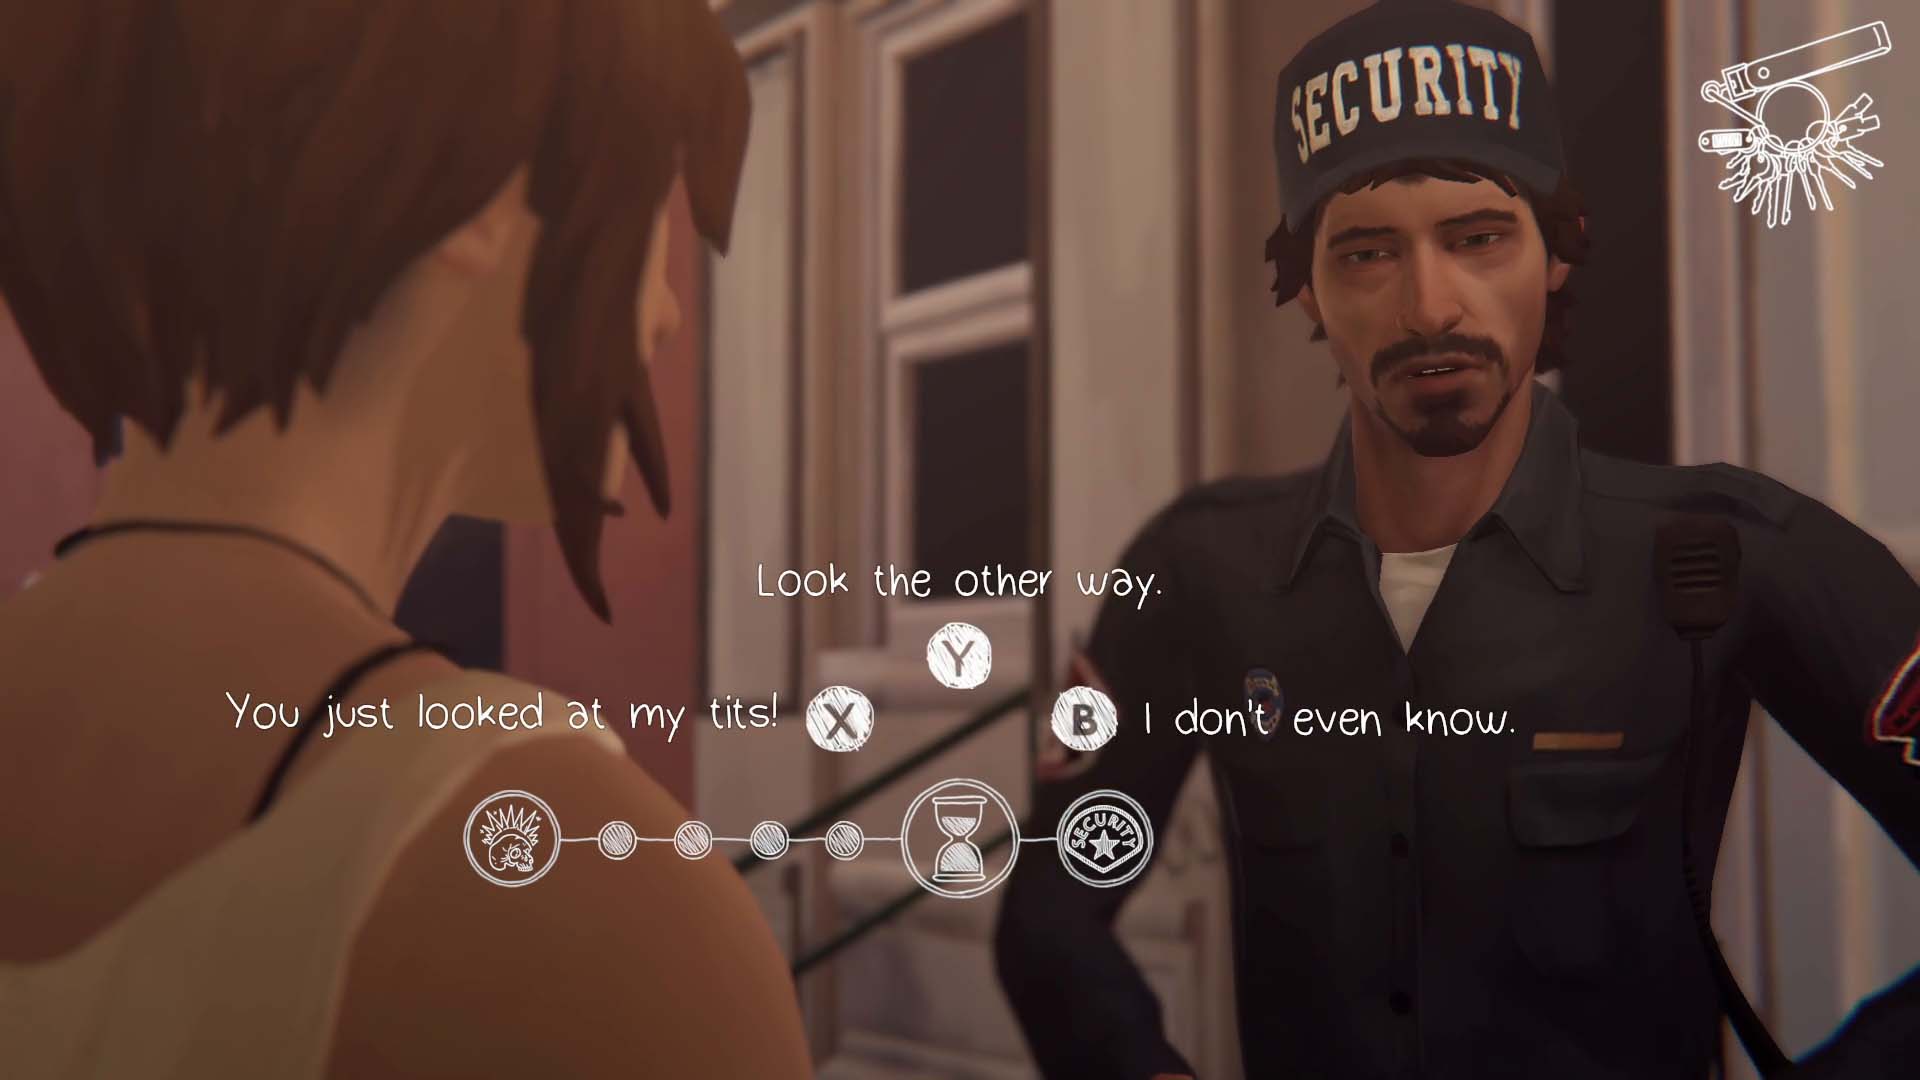 SECURITY
Look the other way.
Y
You just looked at my tits!
X
B
I don't even know.
SECURITY